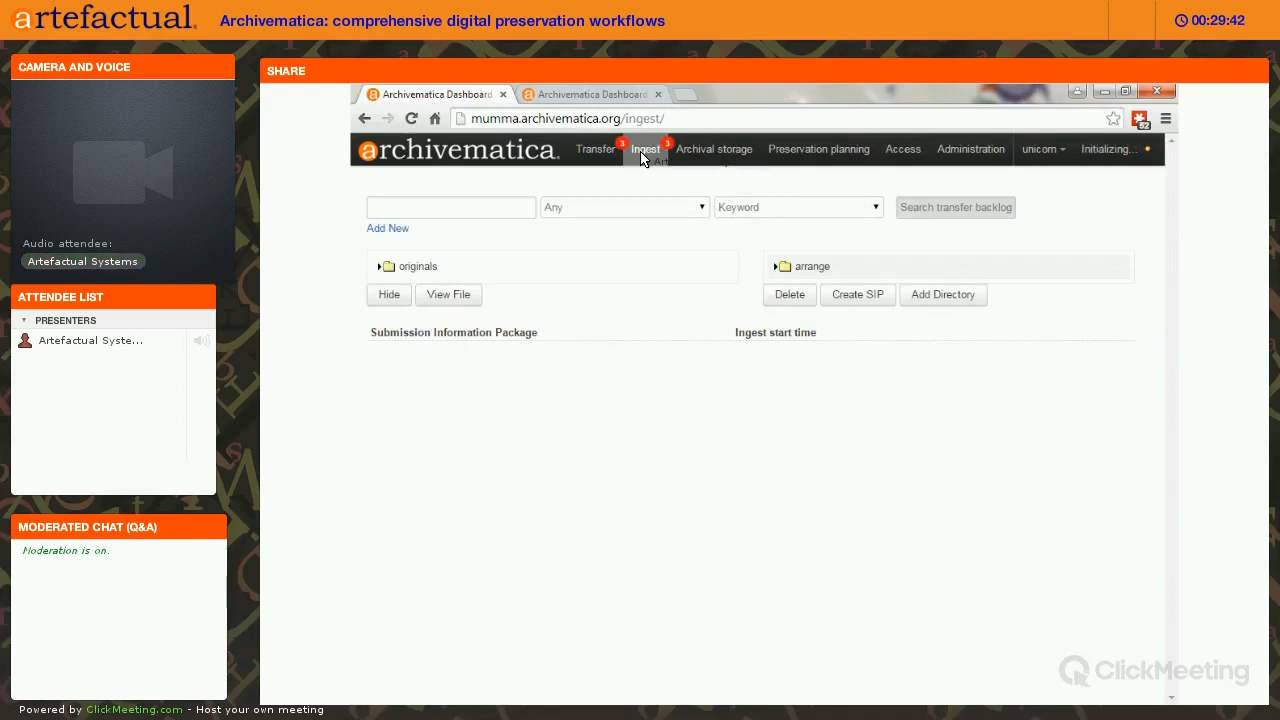 artefactual.
Archivematica: comprehensive digital preservation workflows
00:29:42
CAMERA AND VOICE
Audio attendee:
Artefactual Systems
ATTENDEE LIST
PRESENTERS
Artefactual Syste...
MODERATED CHAT (Q&A)
Noderation is on.
Powered by ClickMeeting.com - Host your own meeting
SHARE
Archivematica Dashboard
Archivematica Dashboard
mumma.archivematica.org/ingest/
52
archivematica.
Transfer 3
Ingest 3
Archival storage
Preservation planning
Access
Administration
unicorn
Initializing...
Any
Keyword
Search transfer backlog
Add New
originals
arrange
Hide
View File
Delete
Create SIP
Add Directory
Submission Information Package
Ingest start time
ClickMeeting